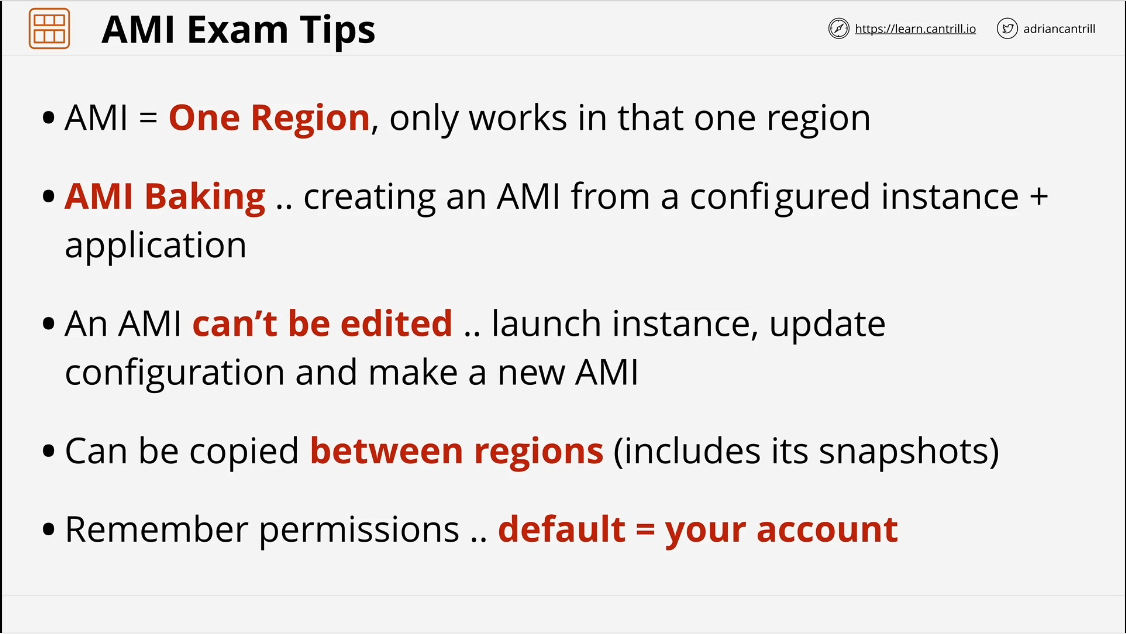 AMI Exam Tips
https://learn.cantrill.io
adriancantrill
• AMI = One Region, only works in that one region
• AMI Baking .. creating an AMI from a configured instance +
application
• An AMI can’t be edited .. launch instance, update
configuration and make a new AMI
• Can be copied between regions (includes its snapshots)
• Remember permissions .. default = your account